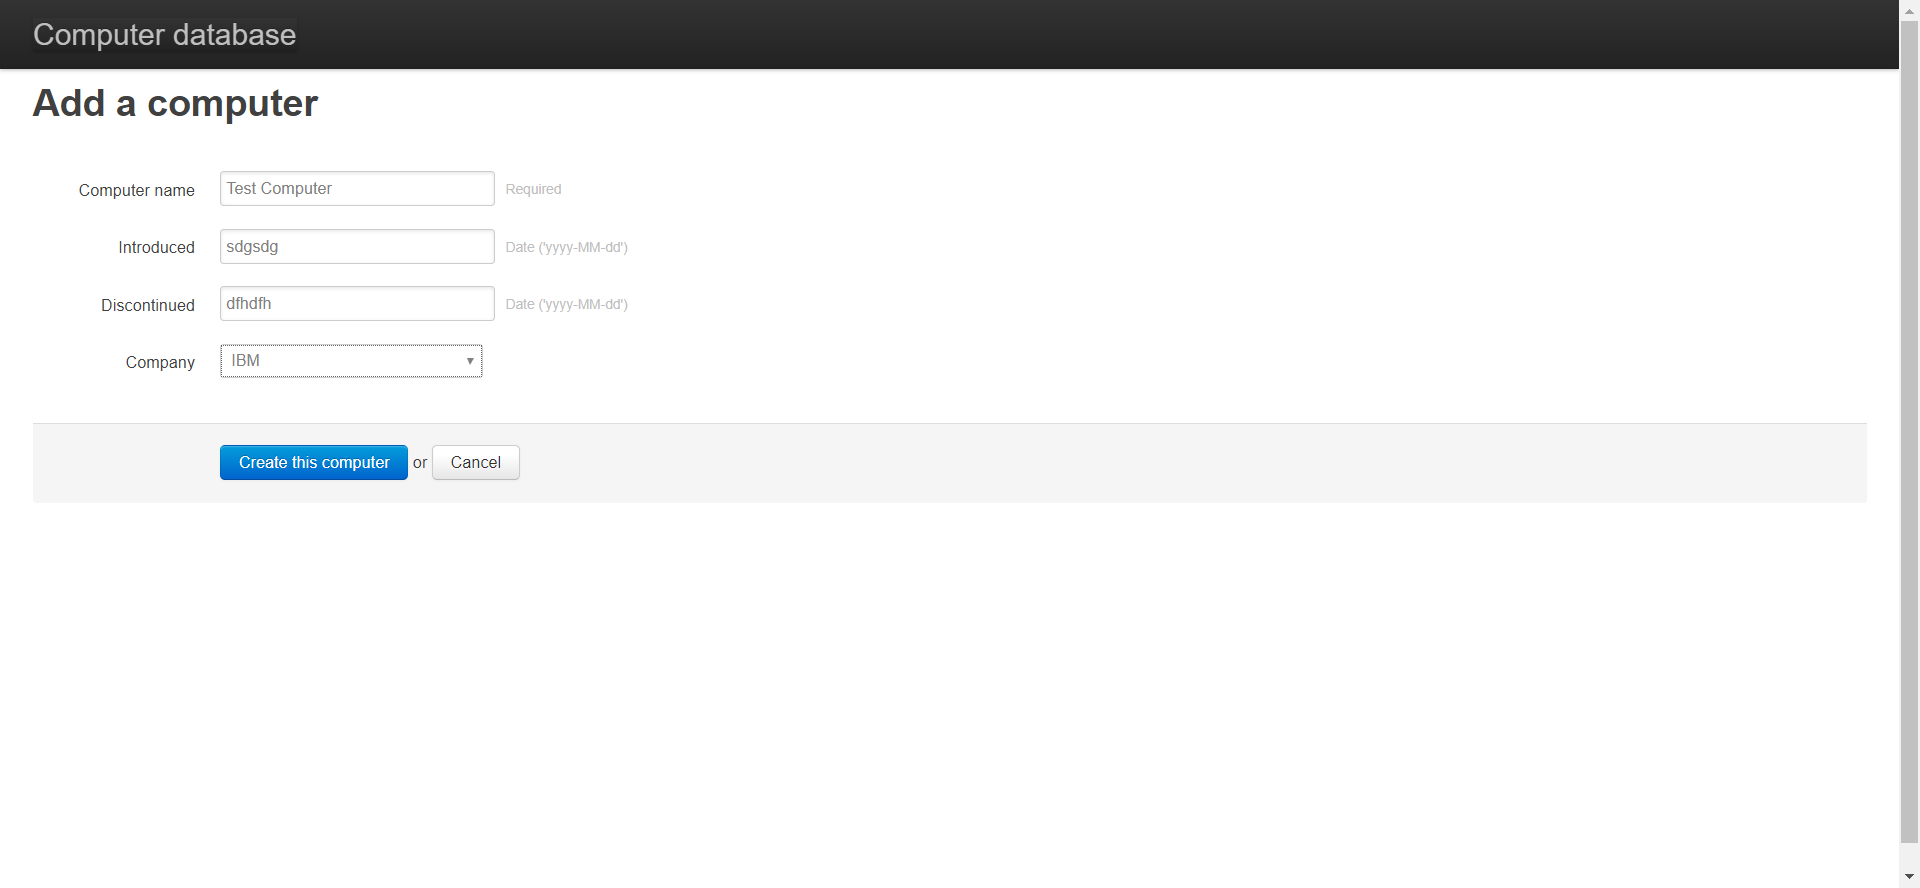 Computer database
Add a computer
Computer name Test Computer Required
Introduced sdgsdg Date ('yyyy-MM-dd')
Discontinued dfhdfh Date ('yyyy-MM-dd')
Company IBM
Create this computer or Cancel